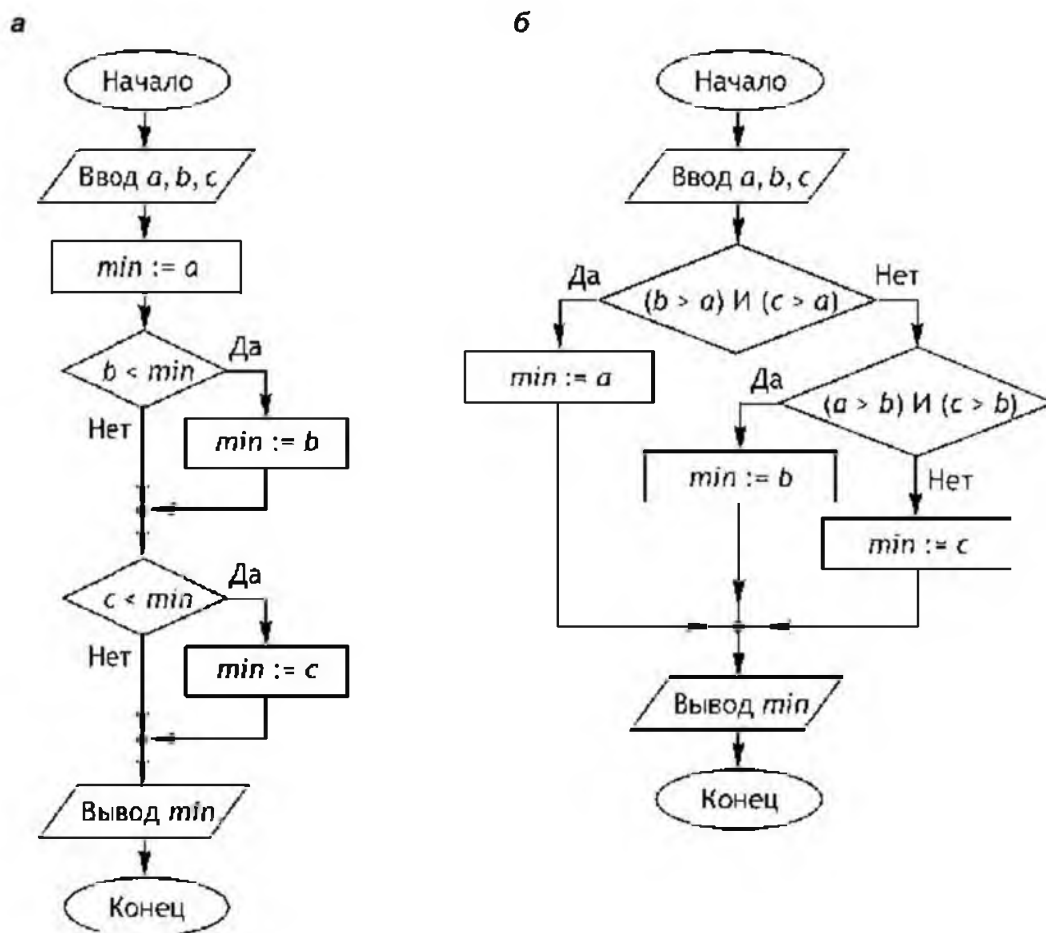 а
Начало
Ввод a, b, c
min := a
b < min
Да
Нет
min := b
c < min
Да
Нет
min := c
Вывод min
Конец
б
Начало
Ввод a, b, c
(b > a) И (c > a)
Да
Нет
min := a
(a > b) И (c > b)
Да
Нет
min := b
min := c
Вывод min
Конец